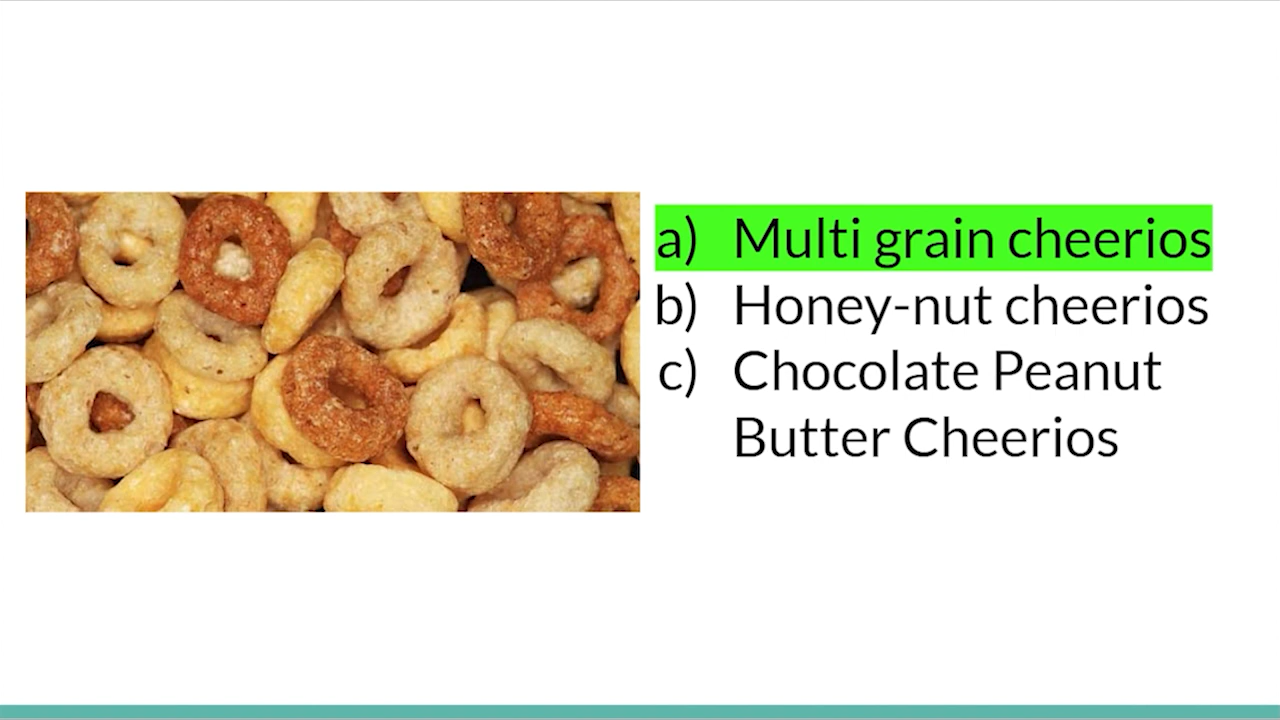 a) Multi grain cheerios
b) Honey-nut cheerios
c) Chocolate Peanut
Butter Cheerios